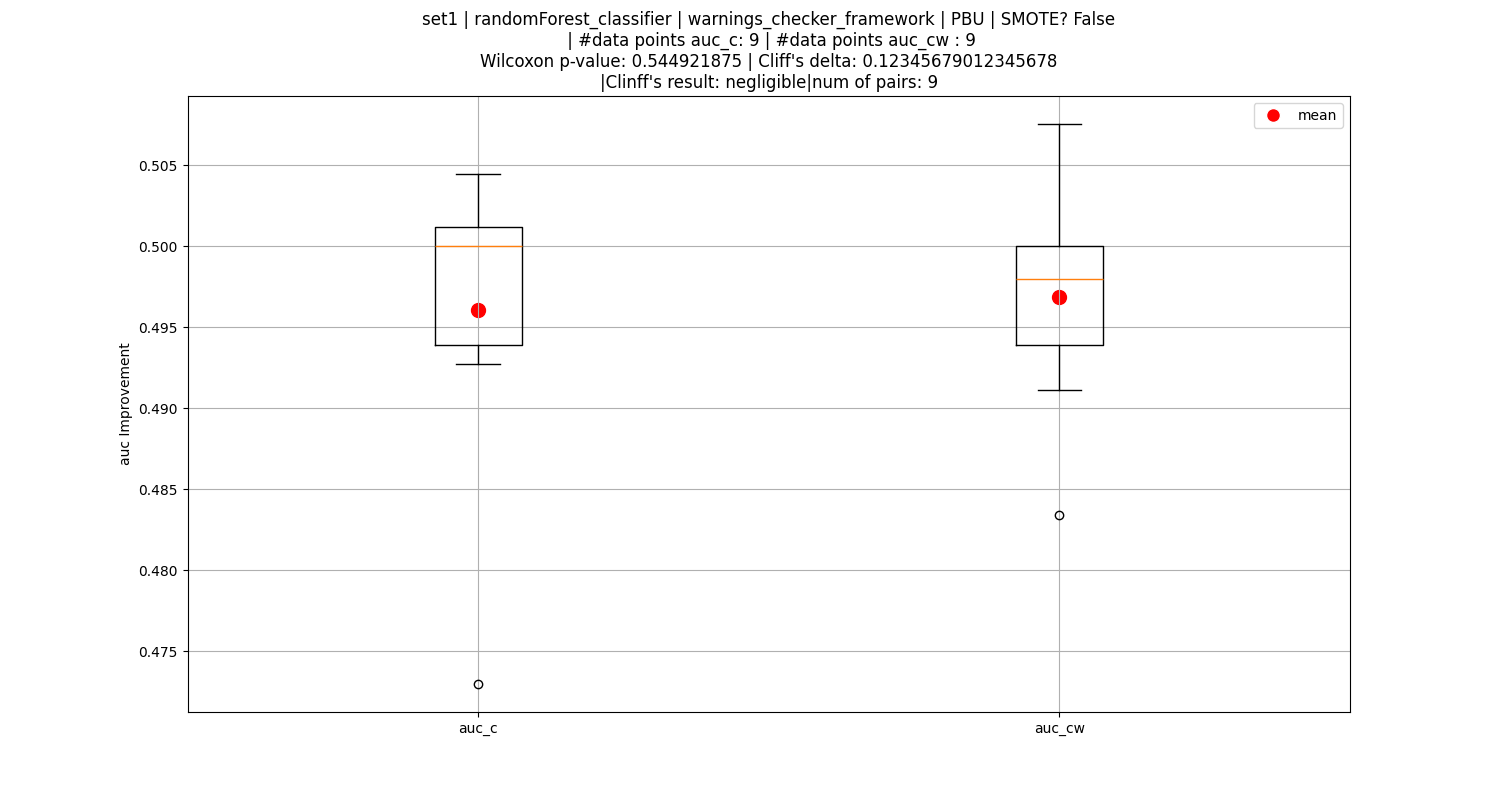 set1 | randomForest_classifier | warnings_checker_framework | PBU | SMOTE? False
| #data points auc_c: 9 | #data points auc_cw : 9
Wilcoxon p-value: 0.544921875 | Cliff's delta: 0.12345679012345678
|Clinff's result: negligible|num of pairs: 9
mean
0.505
0.500
0.495
0.490
0.485
0.480
0.475
auc Improvement
auc_c
auc_cw